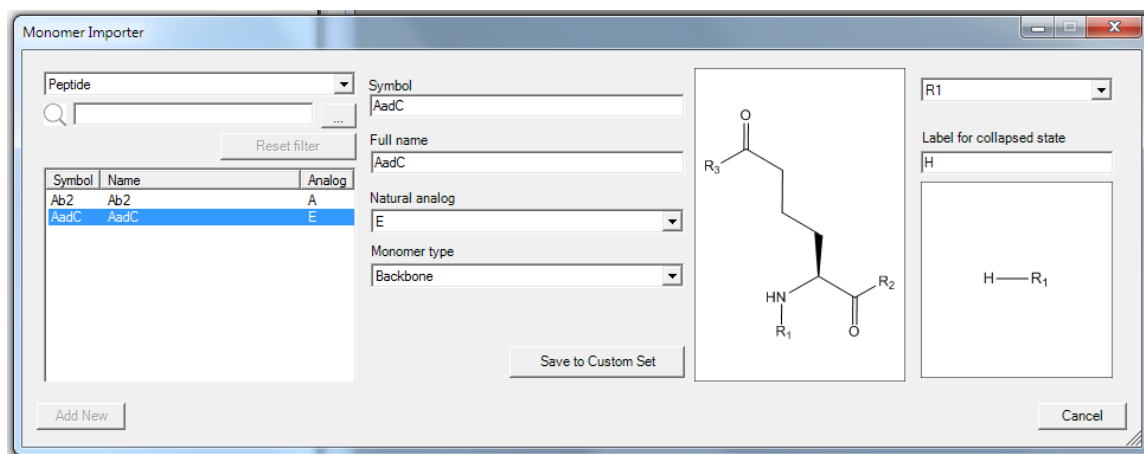 Monomer Importer
Peptide
...
Reset filter
Symbol Name Analog
Ab2 Ab2 A
AadC AadC E
Add New
Symbol
AadC
Full name
AadC
Natural analog
E
Monomer type
Backbone
Save to Custom Set
O
R3
R2
HN
R1
O
R1
Label for collapsed state
H
H R1
Cancel